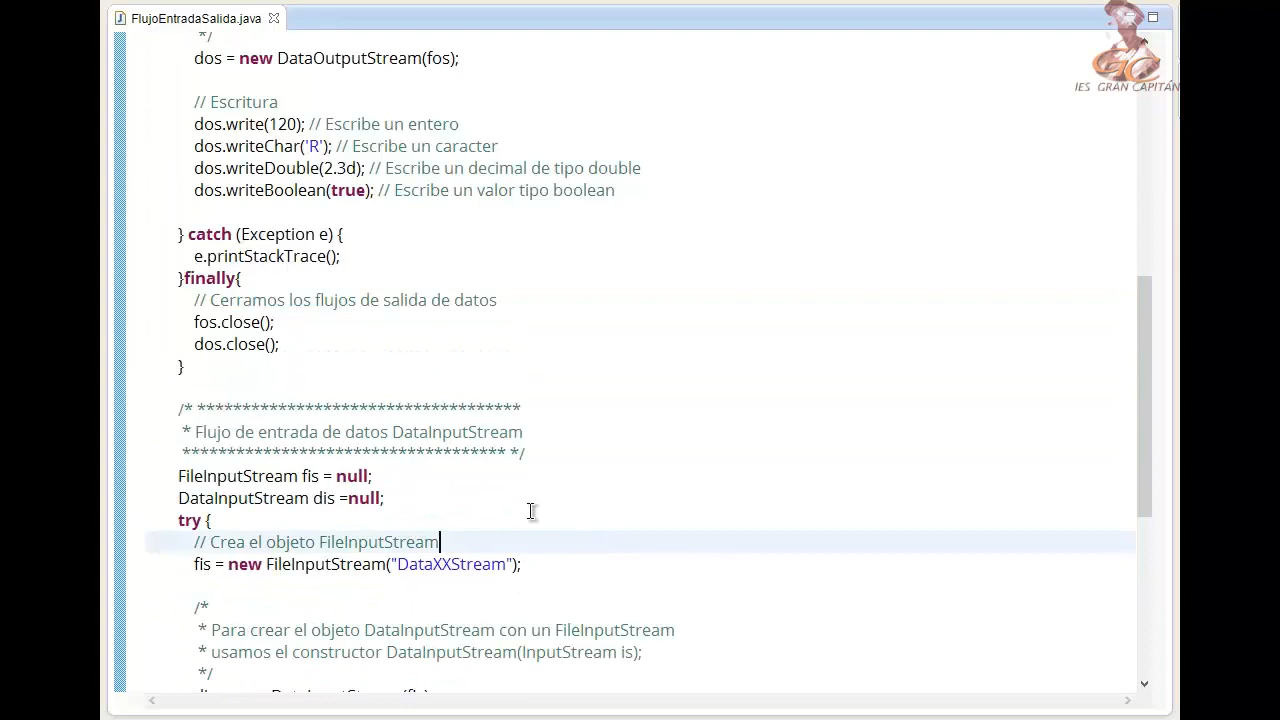 FlujoEntradaSalida.java
IES GRAN CAPITÁN
*/
dos = new DataOutputStream(fos);
// Escritura
dos.write(120); // Escribe un entero
dos.writeChar('R'); // Escribe un caracter
dos.writeDouble(2.3d); // Escribe un decimal de tipo double
dos.writeBoolean(true); // Escribe un valor tipo boolean
} catch (Exception e) {
e.printStackTrace();
}finally{
// Cerramos los flujos de salida de datos
fos.close();
dos.close();
}
/* ************************************
* Flujo de entrada de datos DataInputStream
************************************ */
FileInputStream fis = null;
DataInputStream dis =null;
try {
// Crea el objeto FileInputStream
fis = new FileInputStream("DataXXStream");
/*
* Para crear el objeto DataInputStream con un FileInputStream
* usamos el constructor DataInputStream(InputStream is);
*/